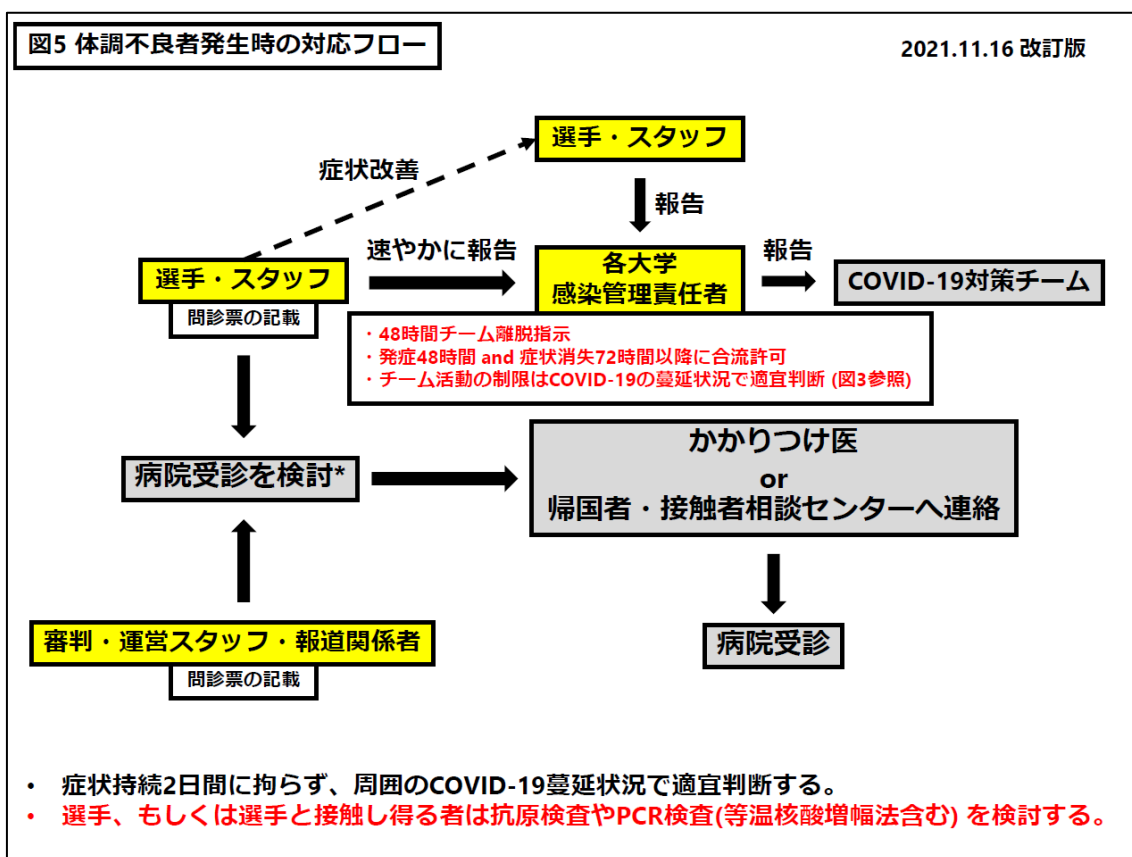 図5 体調不良者発生時の対応フロー
2021.11.16 改訂版
選手・スタッフ
症状改善
報告
速やかに報告
各大学
感染管理責任者
報告
COVID-19対策チーム
選手・スタッフ
問診票の記載
・48時間チーム離脱指示
・発症48時間 and 症状消失72時間以降に合流許可
・チーム活動の制限はCOVID-19の蔓延状況で適宜判断 (図3参照)
病院受診を検討*
かかりつけ医
or
帰国者・接触者相談センターへ連絡
審判・運営スタッフ・報道関係者
問診票の記載
病院受診
• 症状持続2日間に拘らず、周囲のCOVID-19蔓延状況で適宜判断する。
• 選手、もしくは選手と接触し得る者は抗原検査やPCR検査(等温核酸増幅法含む) を検討する。